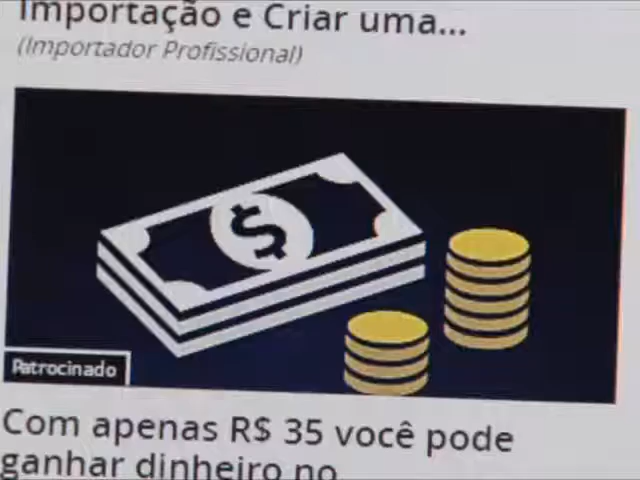 Importação e Criar uma...
(Importador Profissional)
$
Patrocinado
Com apenas R$ 35 você pode
ganhar dinheiro no